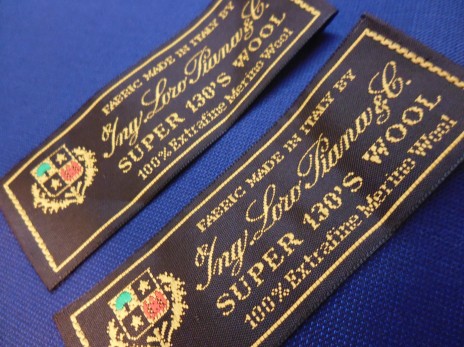 FABRIC MADE IN ITALY BY
Ing. Loro Piana & C.
SUPER 130'S WOOL
100% Extrafine Merino Wool
FABRIC MADE IN ITALY BY
Ing. Loro Piana & C.
SUPER 130'S WOOL
100% Extrafine Merino Wool